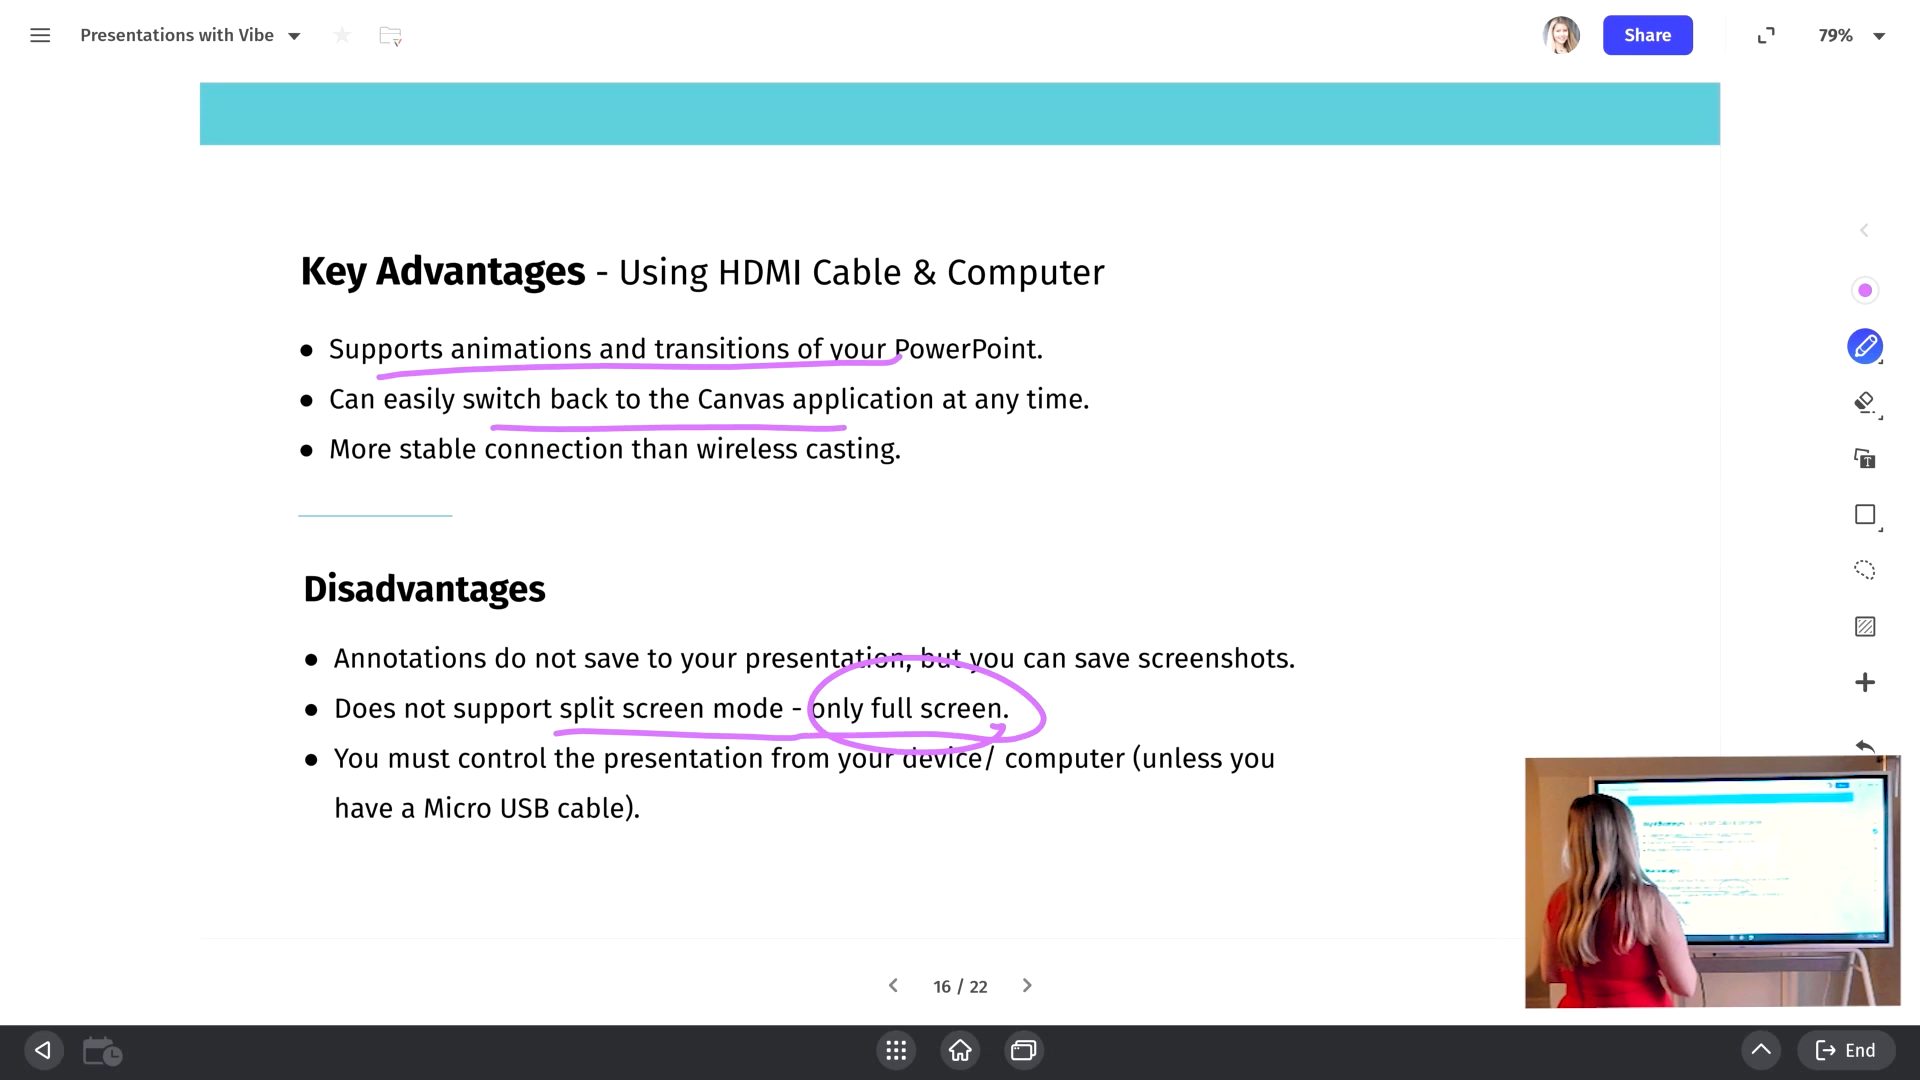 Presentations with Vibe
Share
79%
Key Advantages - Using HDMI Cable & Computer
● Supports animations and transitions of your PowerPoint.
● Can easily switch back to the Canvas application at any time.
● More stable connection than wireless casting.
Disadvantages
● Annotations do not save to your presentation, but you can save screenshots.
● Does not support split screen mode - only full screen.
● You must control the presentation from your device/ computer (unless you
have a Micro USB cable).
16 / 22
End